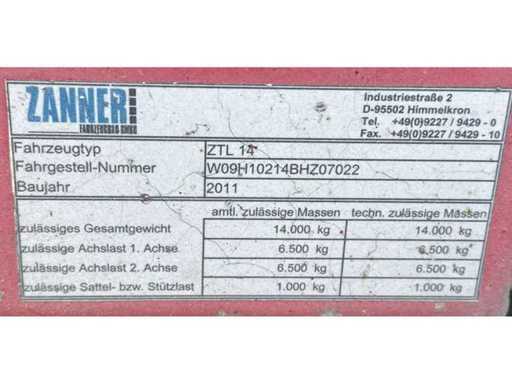 ZANNER
FAHRZEUGBAU GMBH
Industriestraße 2
D-95502 Himmelkron
Tel. +49(0)9227 / 9429 - 0
Fax. +49(0)9227 / 9429 - 10
Fahrzeugtyp ZTL 14
Fahrgestell-Nummer W09H10214BHZ07022
Baujahr 2011
amtl. zulässige Massen techn. zulässige Massen
zulässiges Gesamtgewicht 14.000 kg 14.000 kg
zulässige Achslast 1. Achse 6.500 kg 6.500 kg
zulässige Achslast 2. Achse 6.500 kg 6.500 kg
zulässige Sattel- bzw. Stützlast 1.000 kg 1.000 kg